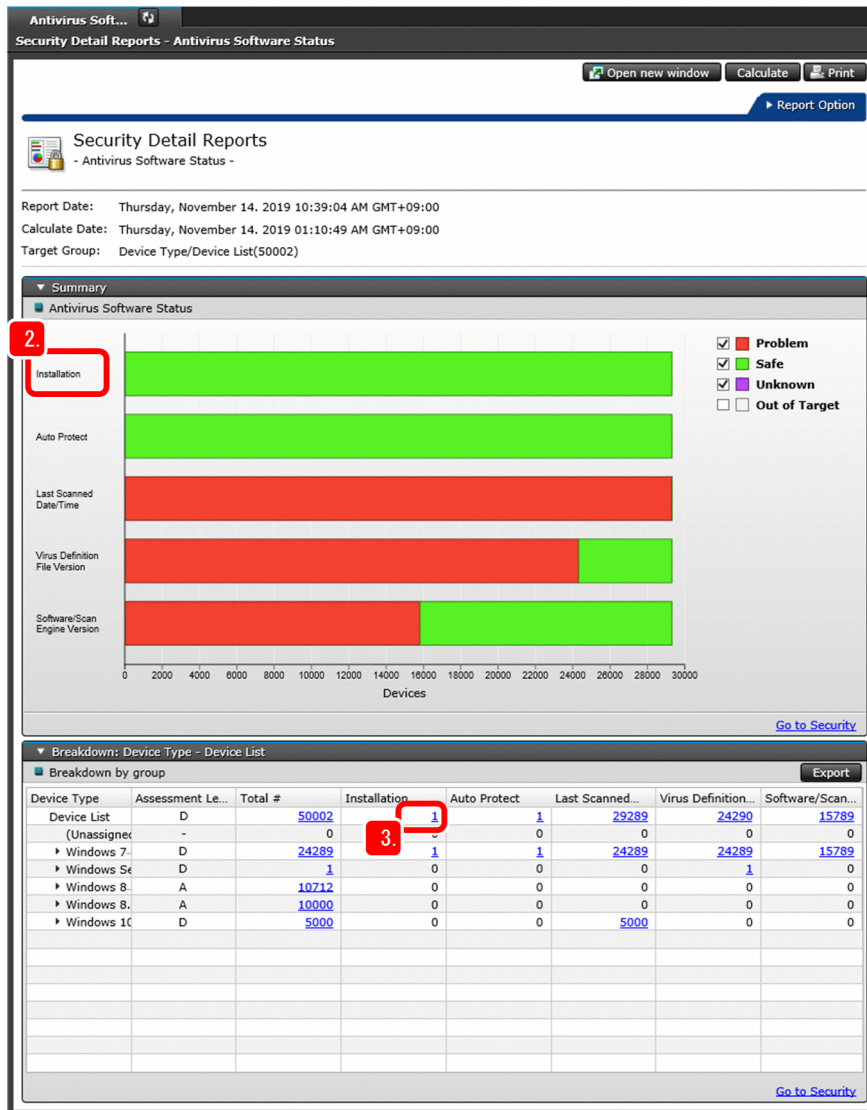 Antivirus Soft...
Security Detail Reports - Antivirus Software Status
Open new window Calculate Print
Report Option
Security Detail Reports
- Antivirus Software Status -
Report Date: Thursday, November 14. 2019 10:39:04 AM GMT+09:00
Calculate Date: Thursday, November 14. 2019 01:10:49 AM GMT+09:00
Target Group: Device Type/Device List(50002)
Summary
Antivirus Software Status
2.
Installation
Auto Protect
Last Scanned
Date/Time
Virus Definition
File Version
Software/Scan
Engine Version
0 2000 4000 6000 8000 10000 12000 14000 16000 18000 20000 22000 24000 26000 28000 30000
Devices
Problem
Safe
Unknown
Out of Target
Go to Security
Breakdown: Device Type - Device List
Breakdown by group Export
Device Type Assessment Le... Total # Installation Auto Protect Last Scanned... Virus Definition... Software/Scan...
Device List D 50002 1 1 29289 24290 15789
3.
(Unassigned - 0 0 0 0 0
Windows 7 D 24289 1 1 24289 24289 15789
Windows Se D 1 0 0 0 1 0
Windows 8 A 10712 0 0 0 0 0
Windows 8. A 10000 0 0 0 0 0
Windows 10 D 5000 0 0 5000 0 0
Go to Security